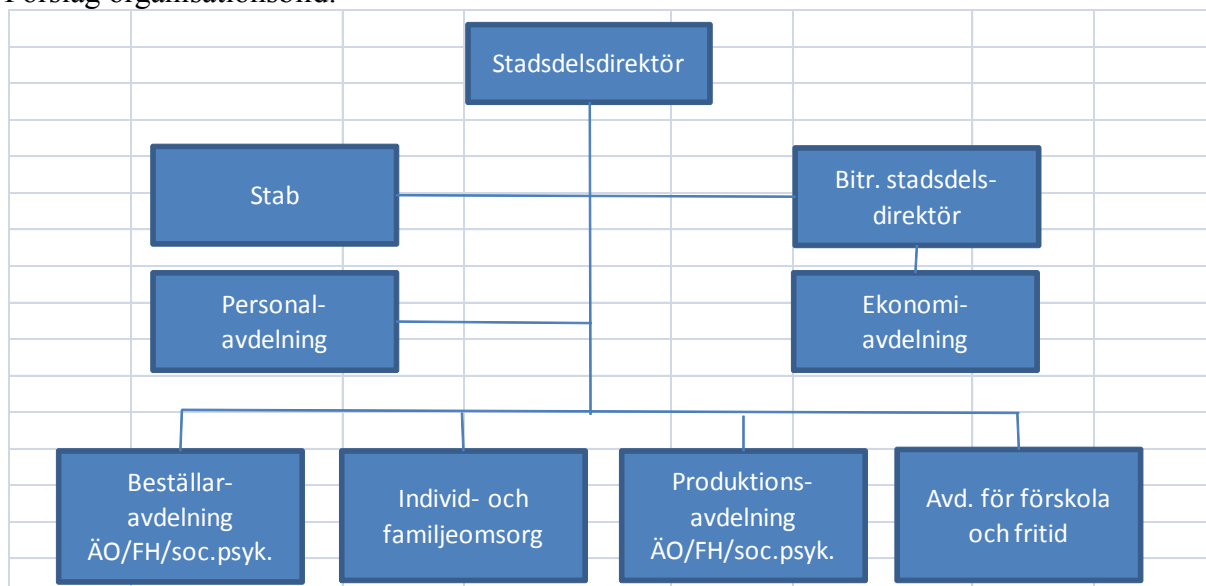 Förslag organisationsbild:
Stadsdelsdirektör
Stab
Bitr. stadsdels-
direktör
Personal-
avdelning
Ekonomi-
avdelning
Beställar-
avdelning
ÄO/FH/soc.psyk.
Individ- och
familjeomsorg
Produktions-
avdelning
ÄO/FH/soc.psyk.
Avd. för förskola
och fritid